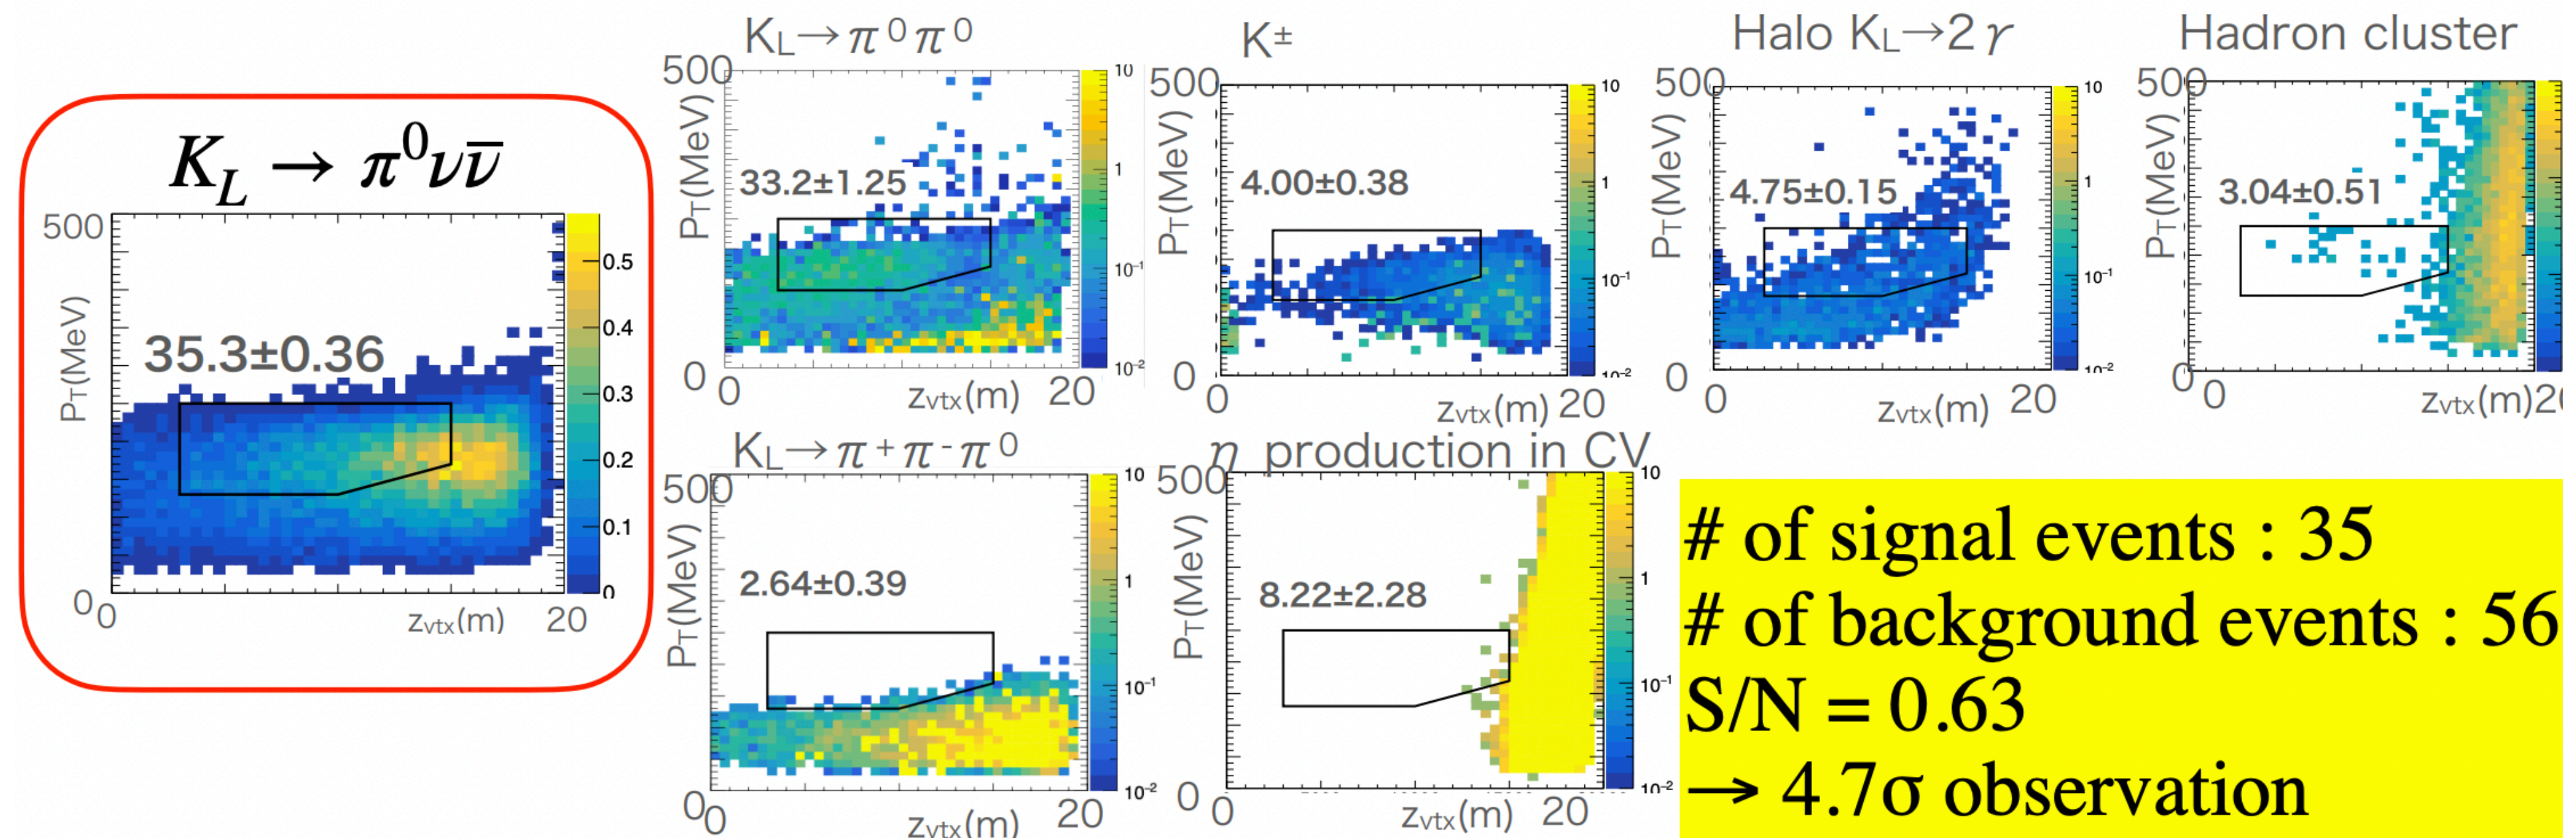 K_L → π⁰νν̄
500
P_T(MeV)
35.3±0.36
0.5
0.4
0.3
0.2
0.1
0
0
0
z_vtx(m)
20
K_L→π⁰π⁰
500
P_T(MeV)
33.2±1.25
10
1
10⁻¹
10⁻²
0
0
z_vtx(m)
20
K±
500
P_T(MeV)
4.00±0.38
10
1
10⁻¹
10⁻²
0
0
z_vtx(m)
20
Halo K_L→2γ
500
P_T(MeV)
4.75±0.15
10
1
10⁻¹
10⁻²
0
0
z_vtx(m)
20
Hadron cluster
500
P_T(MeV)
3.04±0.51
0
0
z_vtx(m)
K_L→π⁺π⁻π⁰
500
P_T(MeV)
2.64±0.39
10
1
10⁻¹
10⁻²
0
0
z_vtx(m)
20
η production in CV
500
P_T(MeV)
8.22±2.28
10
1
10⁻¹
10⁻²
0
0
z_vtx(m)
20
# of signal events : 35
# of background events : 56
S/N = 0.63
→ 4.7σ observation